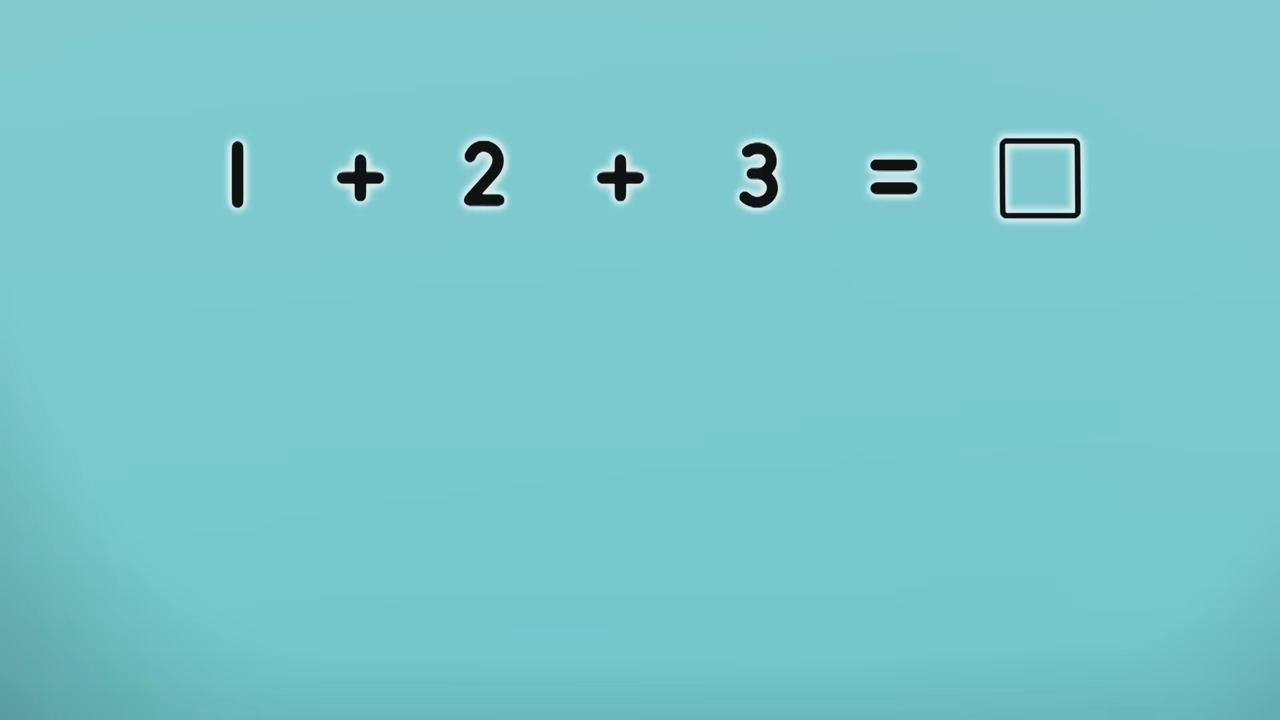 1 + 2 + 3 = □